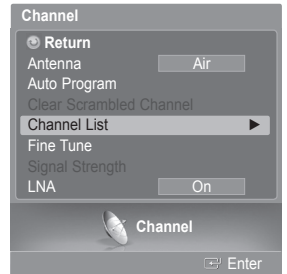 Channel
Return
Antenna Air
Auto Program
Clear Scrambled Channel
Channel List ►
Fine Tune
Signal Strength
LNA On
Channel
Enter